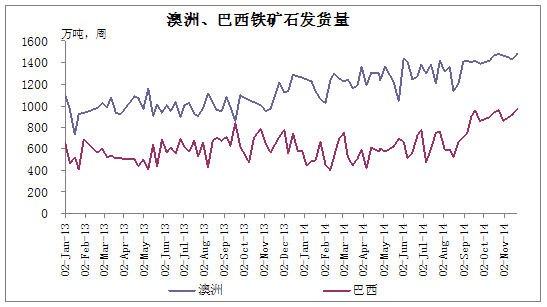 澳洲、巴西铁矿石发货量
万吨，周
1600
1400
1200
1000
800
600
400
200
0
02-Jan-13
02-Feb-13
02-Mar-13
02-Apr-13
02-May-13
02-Jun-13
02-Jul-13
02-Aug-13
02-Sep-13
02-Oct-13
02-Nov-13
02-Dec-13
02-Jan-14
02-Feb-14
02-Mar-14
02-Apr-14
02-May-14
02-Jun-14
02-Jul-14
02-Aug-14
02-Sep-14
02-Oct-14
02-Nov-14
澳洲
巴西